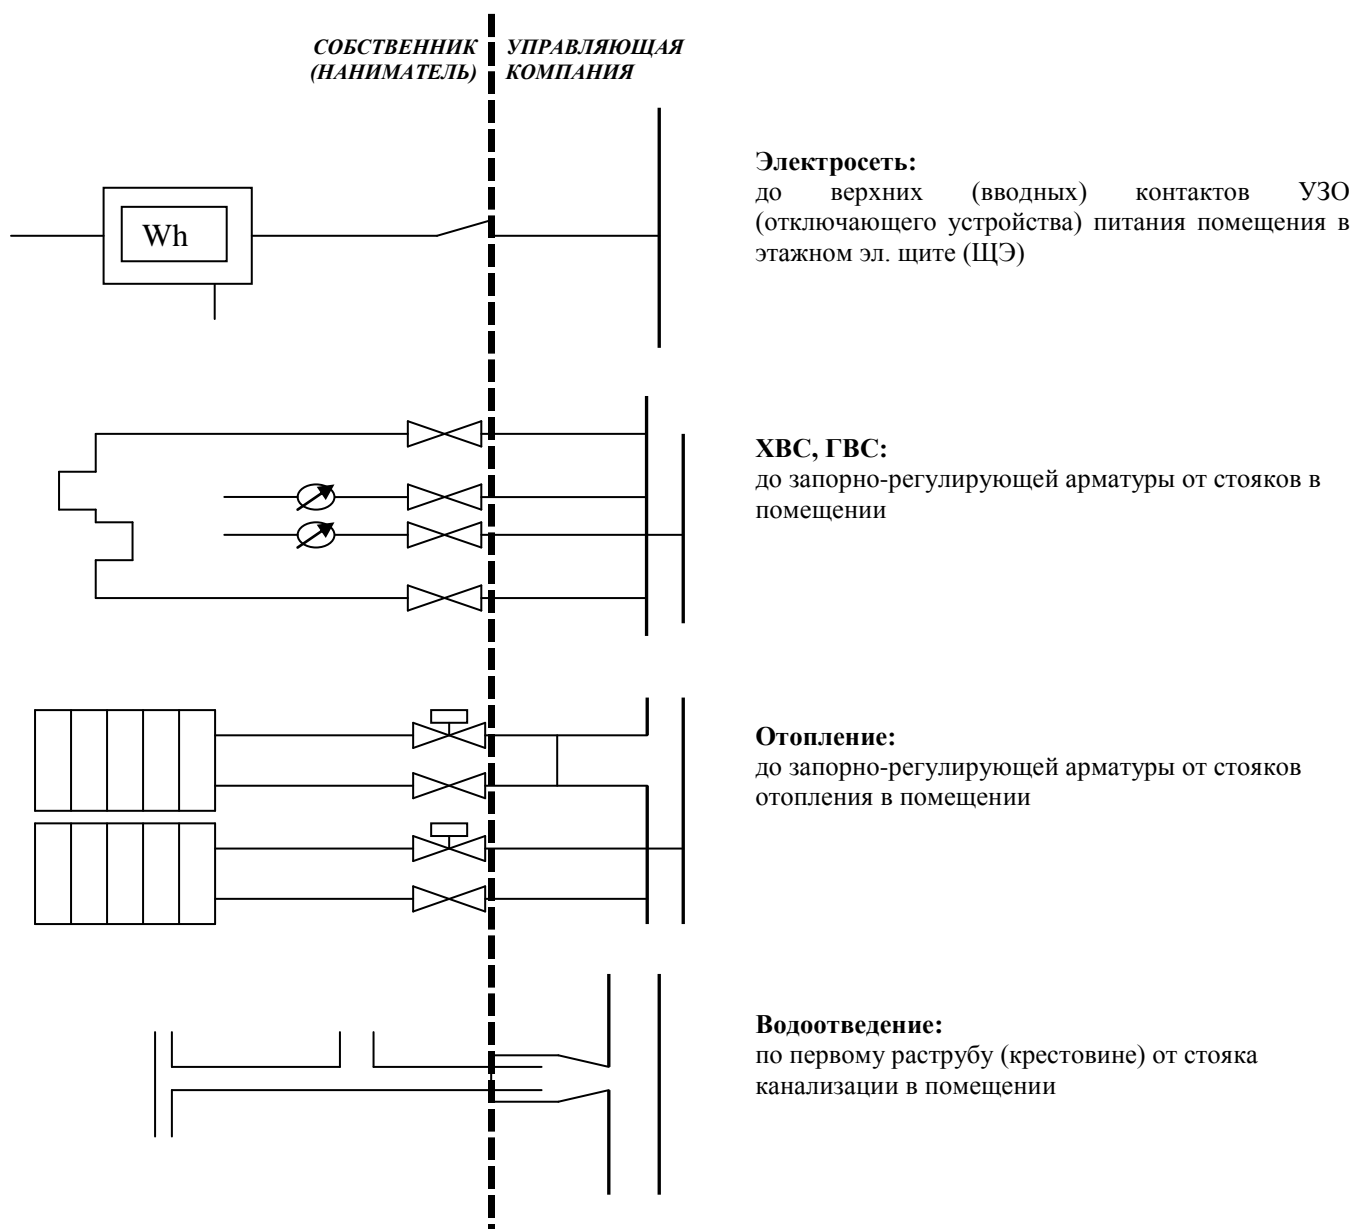 СОБСТВЕННИК
(НАНИМАТЕЛЬ)
УПРАВЛЯЮЩАЯ
КОМПАНИЯ
Электросеть:
до верхних (вводных) контактов УЗО
(отключающего устройства) питания помещения в
этажном эл. щите (ЩЭ)
Wh
ХВС, ГВС:
до запорно-регулирующей арматуры от стояков в
помещении
Отопление:
до запорно-регулирующей арматуры от стояков
отопления в помещении
Водоотведение:
по первому раструбу (крестовине) от стояка
канализации в помещении